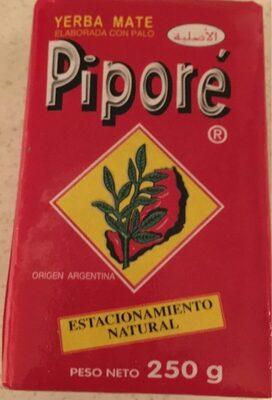 YERBA MATE
ELABORADA CON PALO
الأصلية
Piporé
®
ORIGEN ARGENTINA
ESTACIONAMIENTO
NATURAL
PESO NETO 250 g